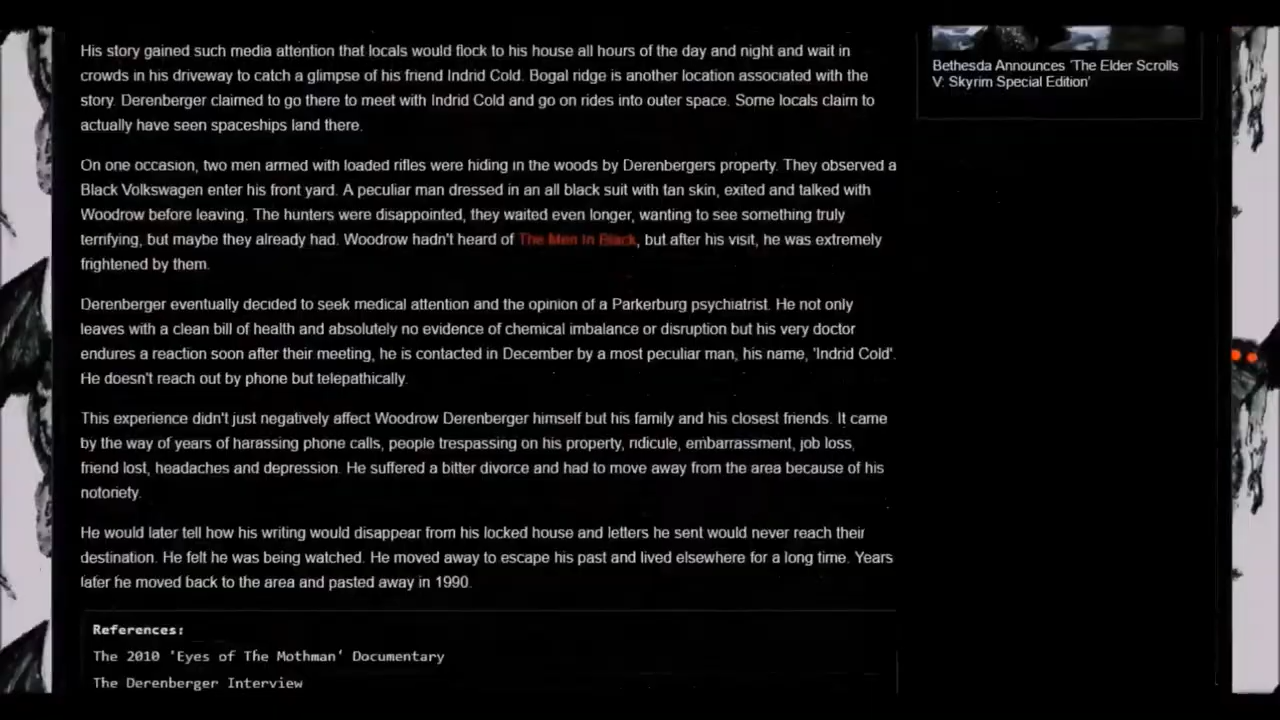 His story gained such media attention that locals would flock to his house all hours of the day and night and wait in
crowds in his driveway to catch a glimpse of his friend Indrid Cold. Bogal ridge is another location associated with the
story. Derenberger claimed to go there to meet with Indrid Cold and go on rides into outer space. Some locals claim to
actually have seen spaceships land there.
On one occasion, two men armed with loaded rifles were hiding in the woods by Derenbergers property. They observed a
Black Volkswagen enter his front yard. A peculiar man dressed in an all black suit with tan skin, exited and talked with
Woodrow before leaving. The hunters were disappointed, they waited even longer, wanting to see something truly
terrifying, but maybe they already had. Woodrow hadn't heard of The Men In Black, but after his visit, he was extremely
frightened by them.
Derenberger eventually decided to seek medical attention and the opinion of a Parkerburg psychiatrist. He not only
leaves with a clean bill of health and absolutely no evidence of chemical imbalance or disruption but his very doctor
endures a reaction soon after their meeting, he is contacted in December by a most peculiar man, his name, 'Indrid Cold'.
He doesn't reach out by phone but telepathically.
This experience didn't just negatively affect Woodrow Derenberger himself but his family and his closest friends. It came
by the way of years of harassing phone calls, people trespassing on his property, ridicule, embarrassment, job loss,
friend lost, headaches and depression. He suffered a bitter divorce and had to move away from the area because of his
notoriety.
He would later tell how his writing would disappear from his locked house and letters he sent would never reach their
destination. He felt he was being watched. He moved away to escape his past and lived elsewhere for a long time. Years
later he moved back to the area and pasted away in 1990.
References:
The 2010 'Eyes of The Mothman' Documentary
The Derenberger Interview
Bethesda Announces 'The Elder Scrolls
V: Skyrim Special Edition'